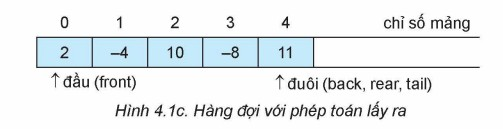 0 1 2 3 4 chỉ số mảng
2 –4 10 –8 11
↑đầu (front) ↑đuôi (back, rear, tail)
Hình 4.1c. Hàng đợi với phép toán lấy ra